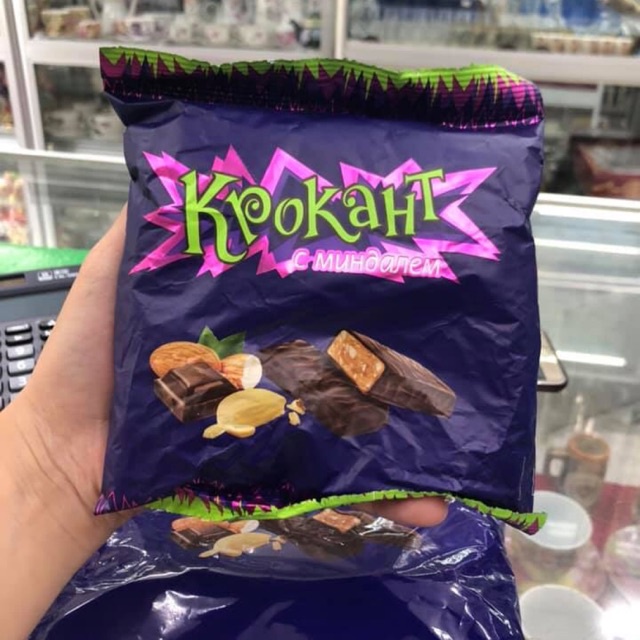 Крокант
с миндалем